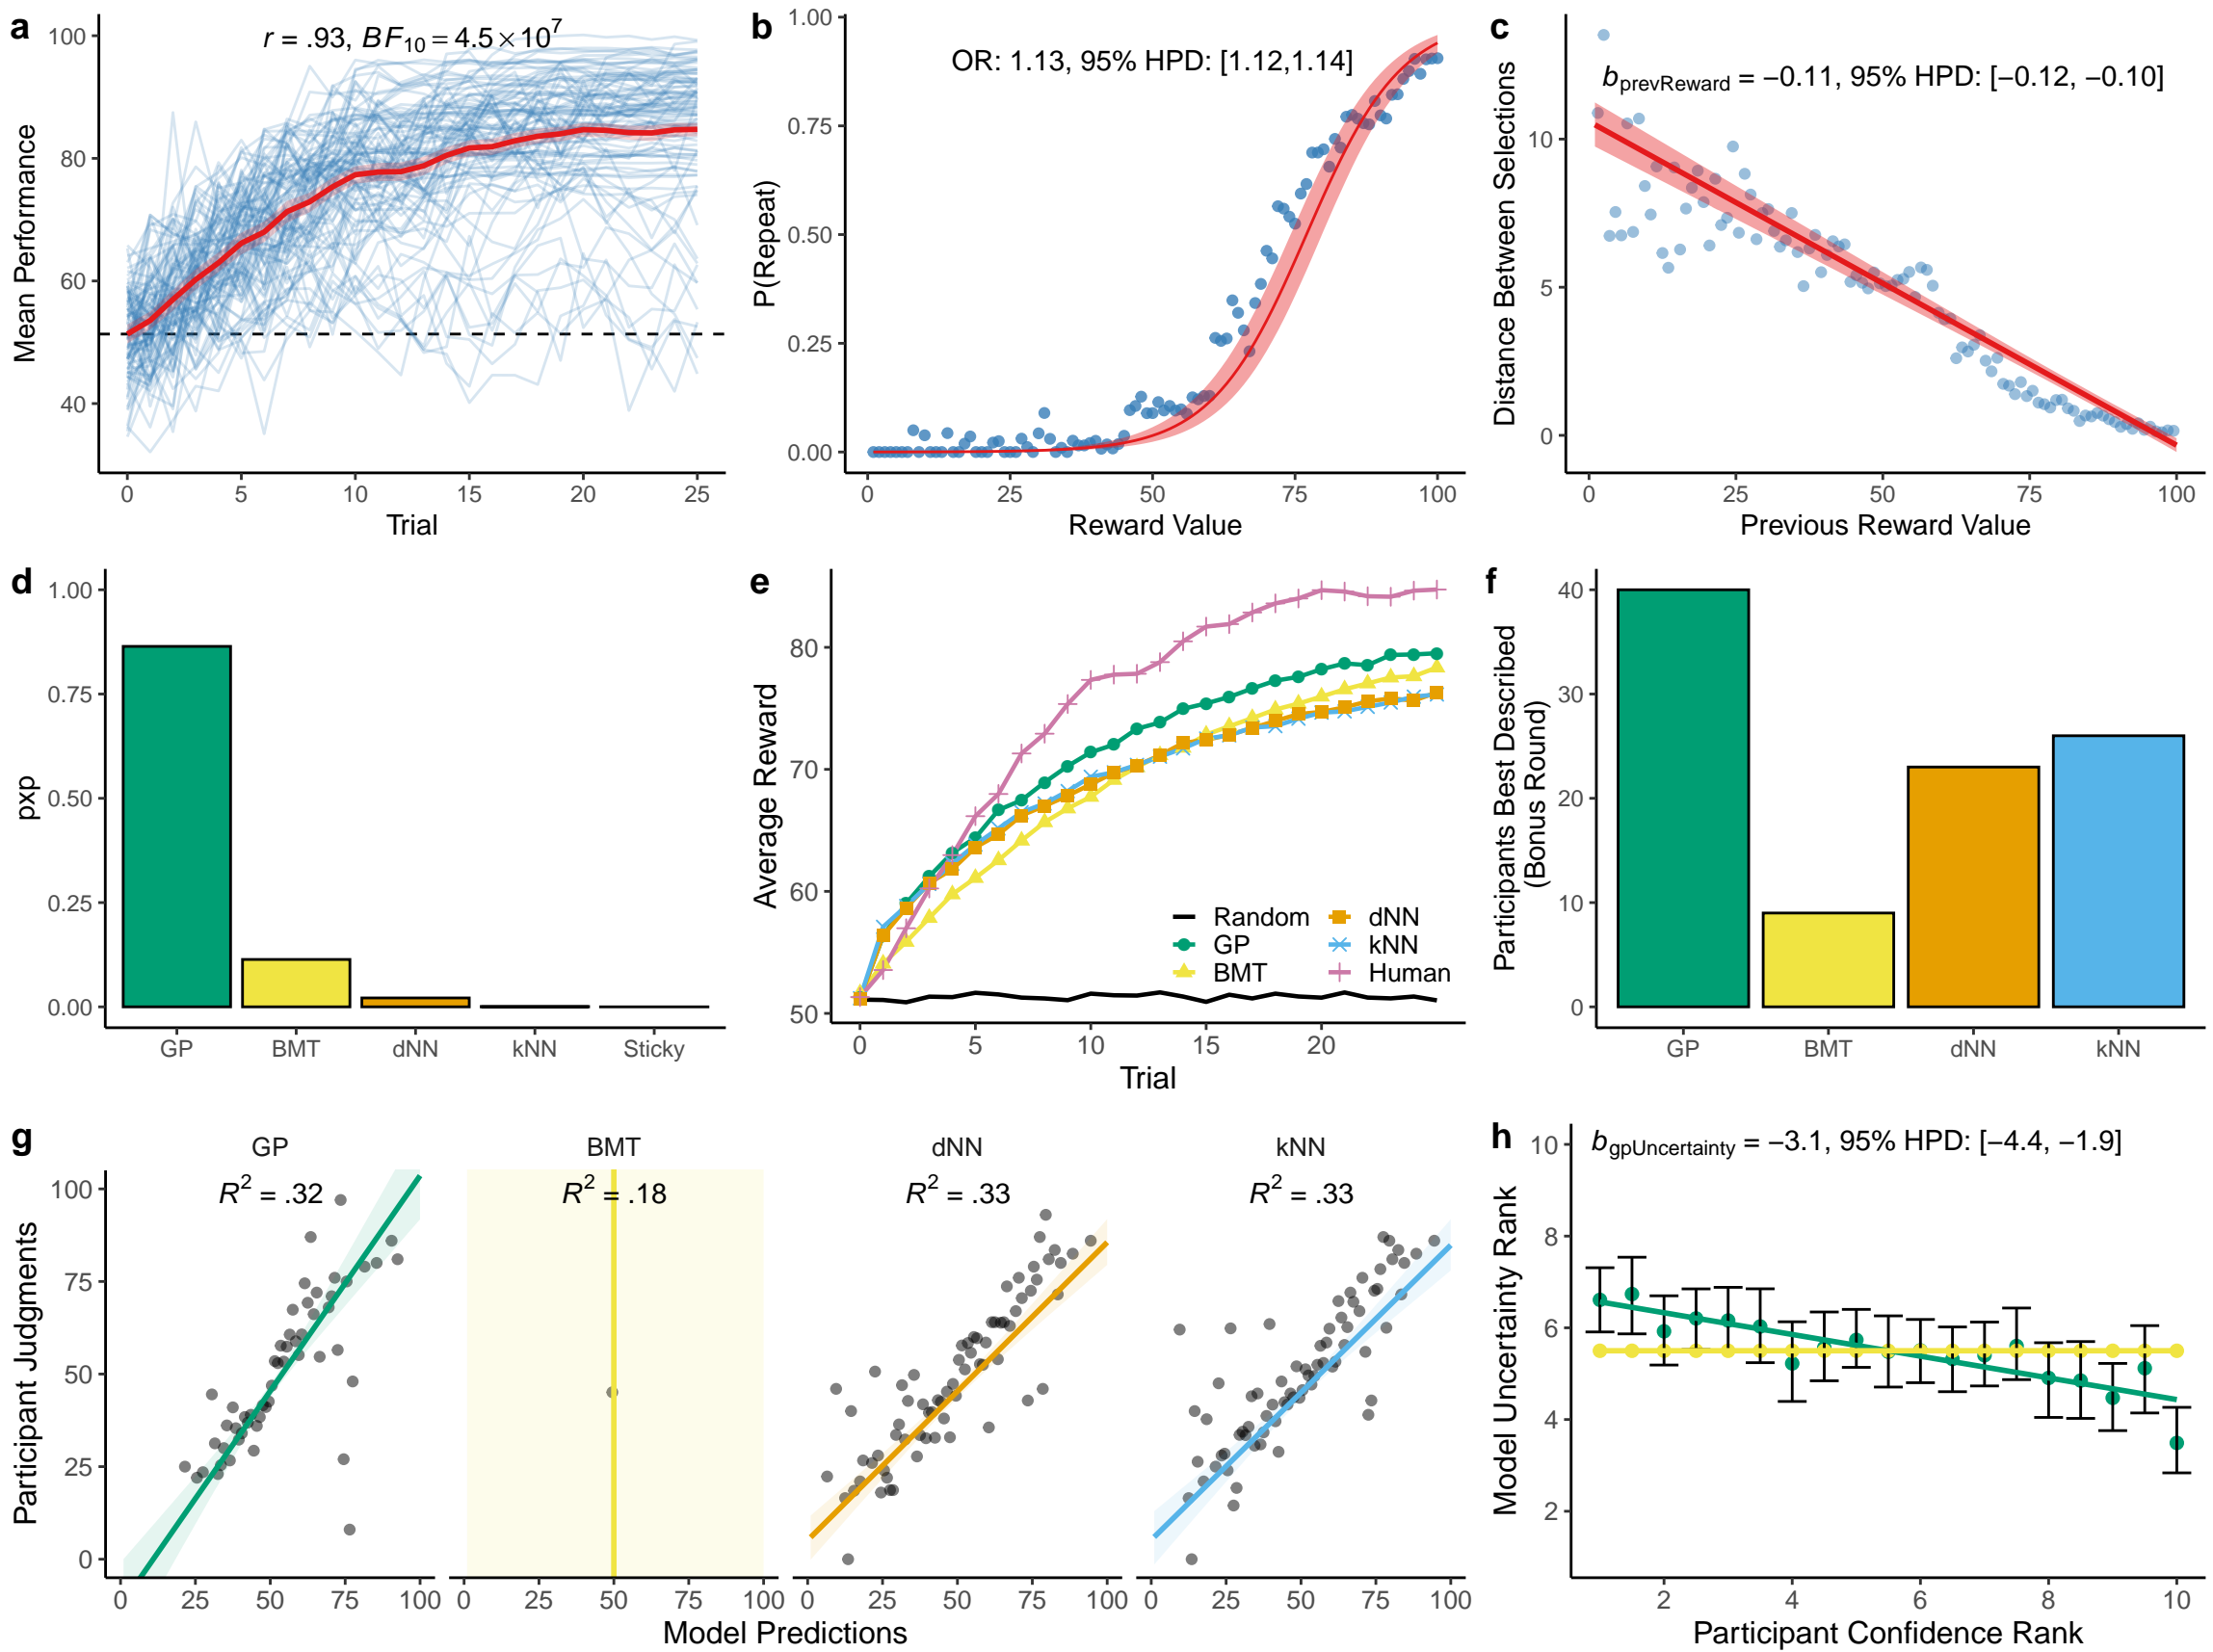 a
r = .93, BF₁₀ = 4.5×10⁷
100
80
60
40
Mean Performance
0 5 10 15 20 25
Trial
b
OR: 1.13, 95% HPD: [1.12,1.14]
1.00
0.75
0.50
0.25
0.00
P(Repeat)
0 25 50 75 100
Reward Value
c
b_prevReward = −0.11, 95% HPD: [−0.12, −0.10]
10
5
0
Distance Between Selections
0 25 50 75 100
Previous Reward Value
d
1.00
0.75
0.50
0.25
0.00
pxp
GP BMT dNN kNN Sticky
e
80
70
60
50
Average Reward
Random dNN
GP kNN
BMT Human
0 5 10 15 20
Trial
f
40
30
20
10
0
Participants Best Described
(Bonus Round)
GP BMT dNN kNN
g
GP BMT dNN kNN
R² = .32 R² = .18 R² = .33 R² = .33
100
75
50
25
0
Participant Judgments
0 25 50 75 100 0 25 50 75 100 0 25 50 75 100 0 25 50 75 100
Model Predictions
h
b_gpUncertainty = −3.1, 95% HPD: [−4.4, −1.9]
10
8
6
4
2
Model Uncertainty Rank
2 4 6 8 10
Participant Confidence Rank